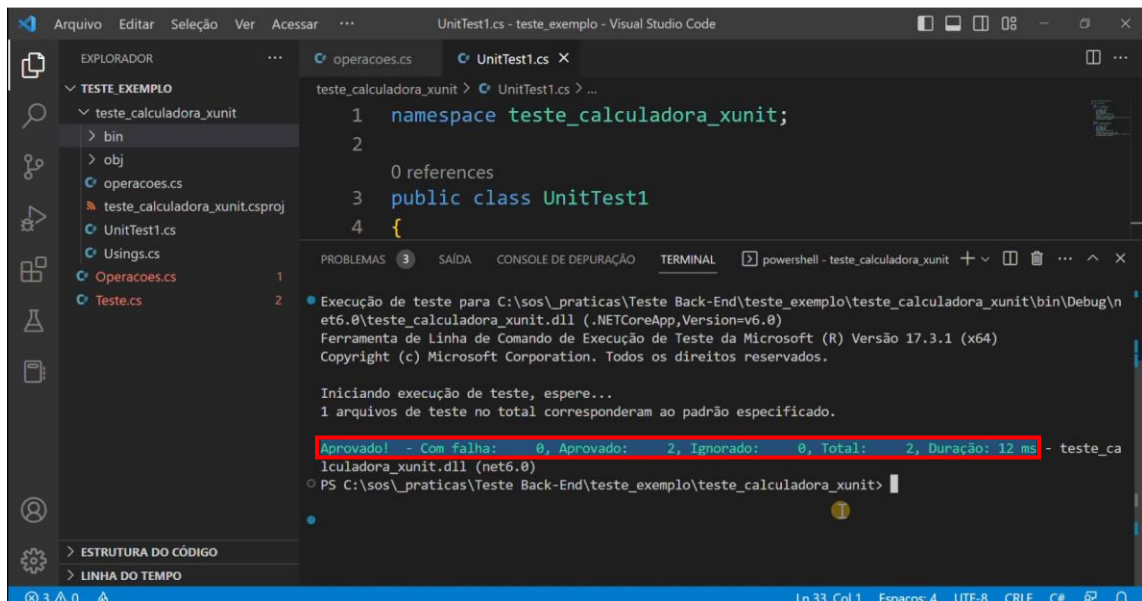 Arquivo Editar Seleção Ver Acessar ··· UnitTest1.cs - teste_exemplo - Visual Studio Code
EXPLORADOR ···
TESTE_EXEMPLO
teste_calculadora_xunit
bin
obj
operacoes.cs
teste_calculadora_xunit.csproj
UnitTest1.cs
Usings.cs
Operacoes.cs 1
Teste.cs 2
ESTRUTURA DO CÓDIGO
LINHA DO TEMPO
operacoes.cs UnitTest1.cs
teste_calculadora_xunit > UnitTest1.cs > ...
1 namespace teste_calculadora_xunit;
2
0 references
3 public class UnitTest1
4 {
PROBLEMAS 3 SAÍDA CONSOLE DE DEPURAÇÃO TERMINAL powershell - teste_calculadora_xunit
Execução de teste para C:\sos\_praticas\Teste Back-End\teste_exemplo\teste_calculadora_xunit\bin\Debug\n
et6.0\teste_calculadora_xunit.dll (.NETCoreApp,Version=v6.0)
Ferramenta de Linha de Comando de Execução de Teste da Microsoft (R) Versão 17.3.1 (x64)
Copyright (c) Microsoft Corporation. Todos os direitos reservados.
Iniciando execução de teste, espere...
1 arquivos de teste no total corresponderam ao padrão especificado.
Aprovado! - Com falha: 0, Aprovado: 2, Ignorado: 0, Total: 2, Duração: 12 ms - teste_ca
lculadora_xunit.dll (net6.0)
PS C:\sos\_praticas\Teste Back-End\teste_exemplo\teste_calculadora_xunit>
3 0 Ln 33, Col 1 Espaços: 4 UTF-8 CRLF C#